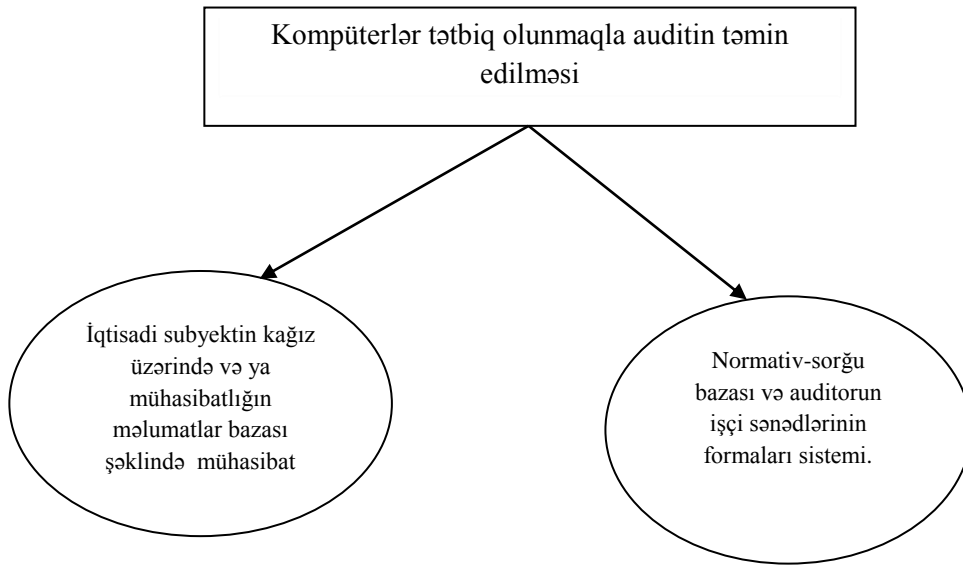 Kompüterlər tətbiq olunmaqla auditin təmin
edilməsi
İqtisadi subyektin kağız
üzərində və ya
mühasibatlığın
məlumatlar bazası
şəklində mühasibat
Normativ-sorğu
bazası və auditorun
işçi sənədlərinin
formaları sistemi.